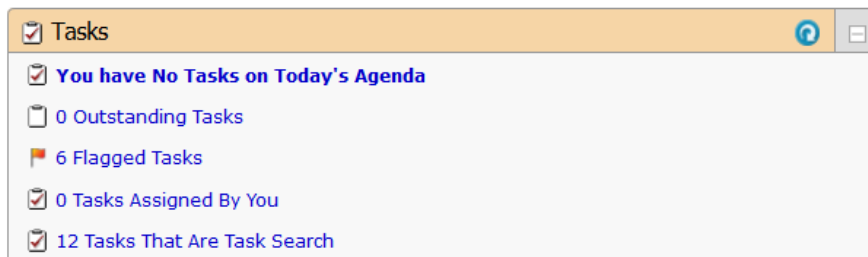 Tasks
You have No Tasks on Today's Agenda
0 Outstanding Tasks
6 Flagged Tasks
0 Tasks Assigned By You
12 Tasks That Are Task Search